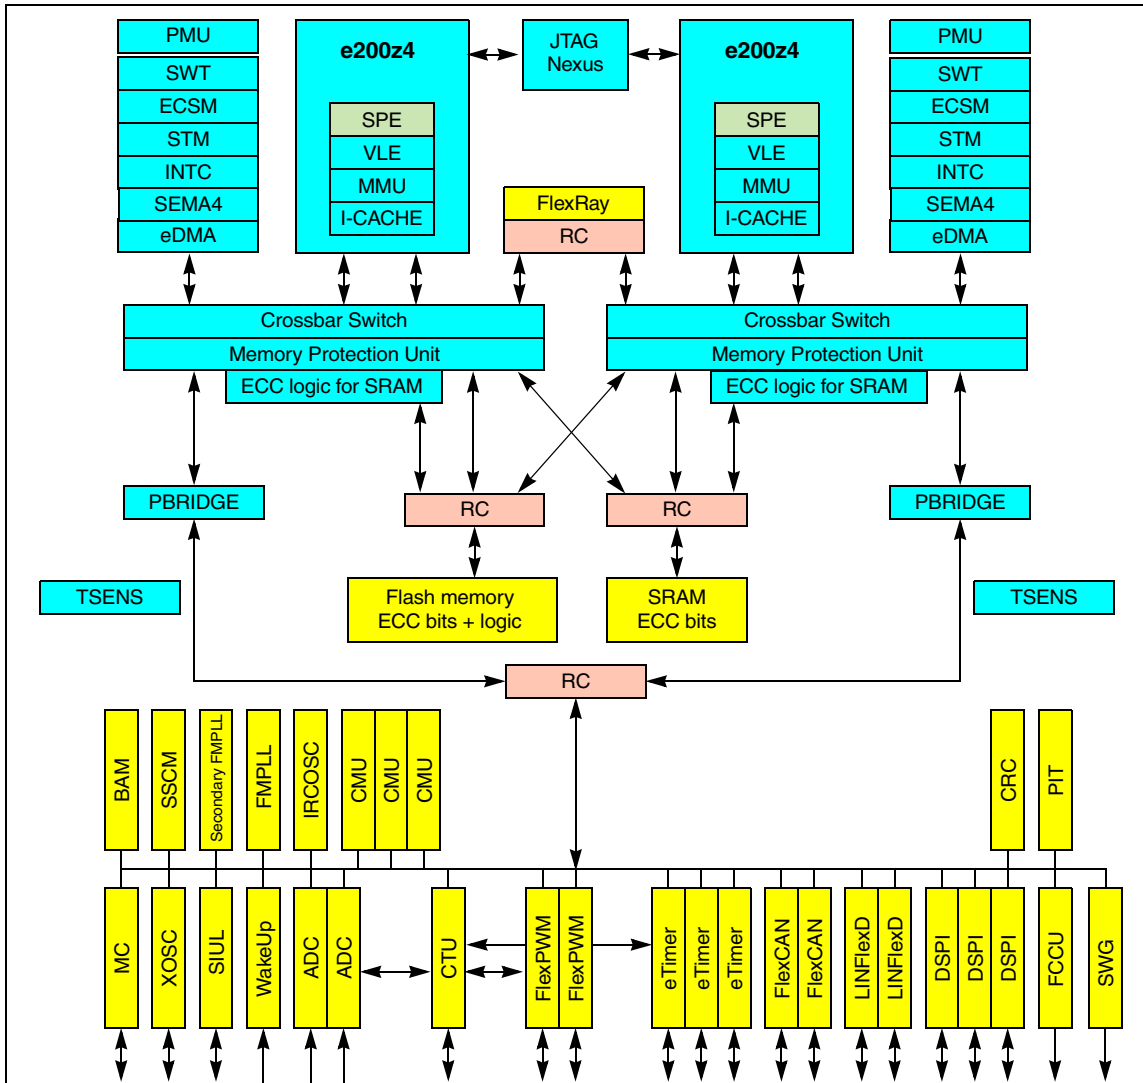 PMU
SWT
ECSM
STM
INTC
SEMA4
eDMA
e200z4
SPE
VLE
MMU
I-CACHE
JTAG
Nexus
FlexRay
RC
e200z4
SPE
VLE
MMU
I-CACHE
PMU
SWT
ECSM
STM
INTC
SEMA4
eDMA
Crossbar Switch
Memory Protection Unit
ECC logic for SRAM
Crossbar Switch
Memory Protection Unit
ECC logic for SRAM
PBRIDGE
RC
RC
PBRIDGE
TSENS
Flash memory
ECC bits + logic
SRAM
ECC bits
TSENS
RC
BAM
SSCM
Secondary FMPLL
FMPLL
IRCOSC
CMU
CMU
CMU
CRC
PIT
MC
XOSC
SIUL
WakeUp
ADC
ADC
CTU
FlexPWM
FlexPWM
eTimer
eTimer
eTimer
FlexCAN
FlexCAN
LINFlexD
LINFlexD
DSPI
DSPI
DSPI
FCCU
SWG